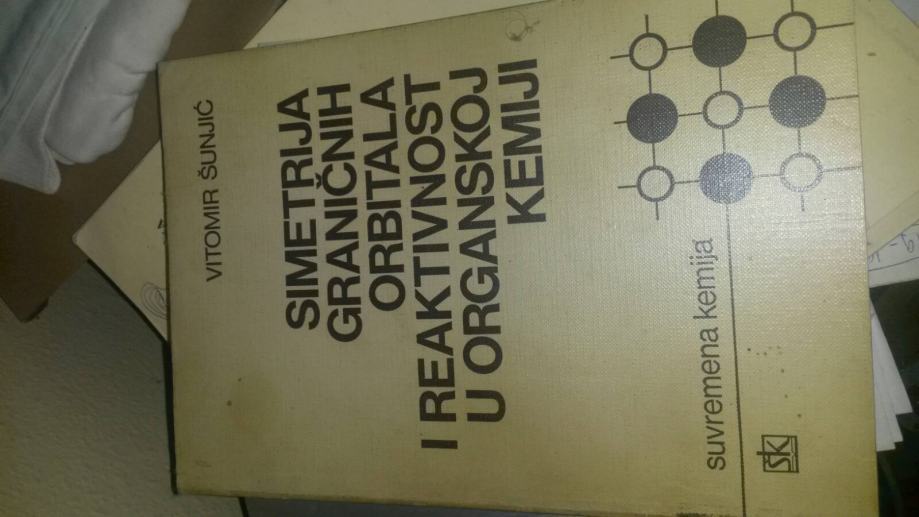 VITOMIR ŠUNJIĆ
SIMETRIJA
GRANIČNIH
ORBITALA
I REAKTIVNOST
U ORGANSKOJ
KEMIJI
suvremena kemija
šk